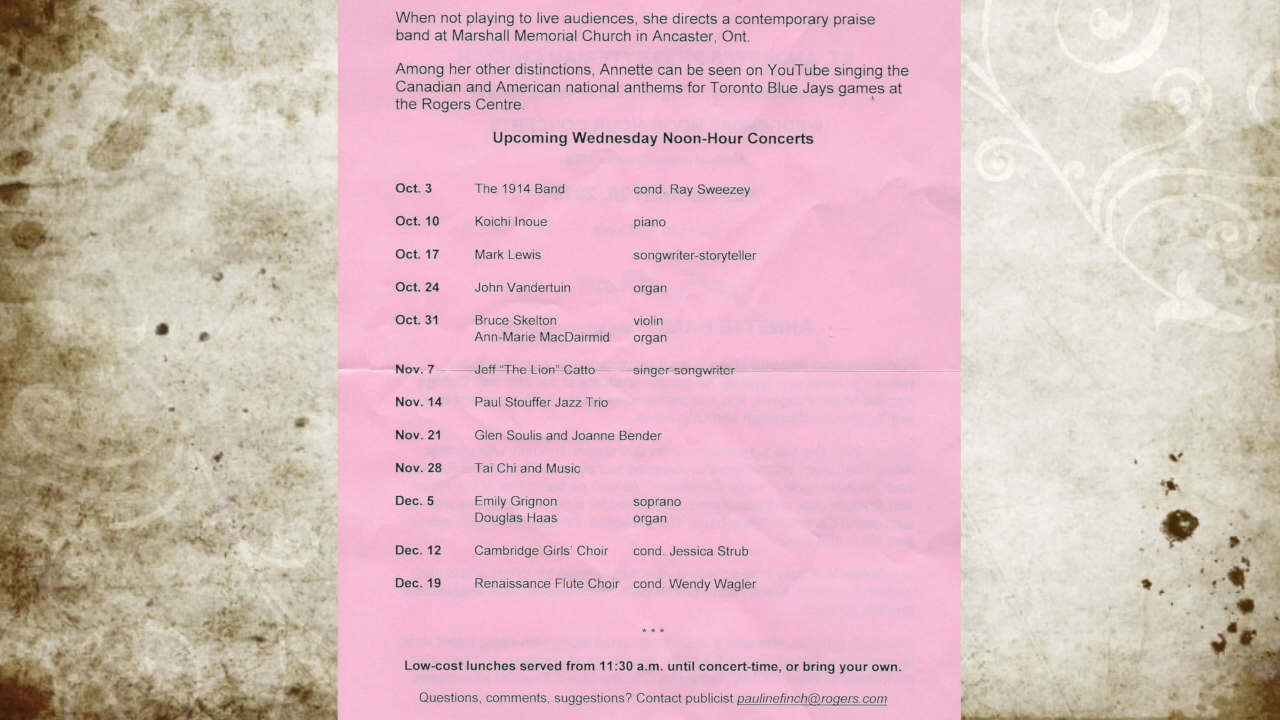 When not playing to live audiences, she directs a contemporary praise
band at Marshall Memorial Church in Ancaster, Ont.
Among her other distinctions, Annette can be seen on YouTube singing the
Canadian and American national anthems for Toronto Blue Jays games at
the Rogers Centre.
Upcoming Wednesday Noon-Hour Concerts
Oct. 3 The 1914 Band cond. Ray Sweezey
Oct. 10 Koichi Inoue piano
Oct. 17 Mark Lewis songwriter-storyteller
Oct. 24 John Vandertuin organ
Oct. 31 Bruce Skelton violin
Ann-Marie MacDairmid organ
Nov. 7 Jeff "The Lion" Catto singer-songwriter
Nov. 14 Paul Stouffer Jazz Trio
Nov. 21 Glen Soulis and Joanne Bender
Nov. 28 Tai Chi and Music
Dec. 5 Emily Grignon soprano
Douglas Haas organ
Dec. 12 Cambridge Girls' Choir cond. Jessica Strub
Dec. 19 Renaissance Flute Choir cond. Wendy Wagler
* * *
Low-cost lunches served from 11:30 a.m. until concert-time, or bring your own.
Questions, comments, suggestions? Contact publicist paulinefinch@rogers.com